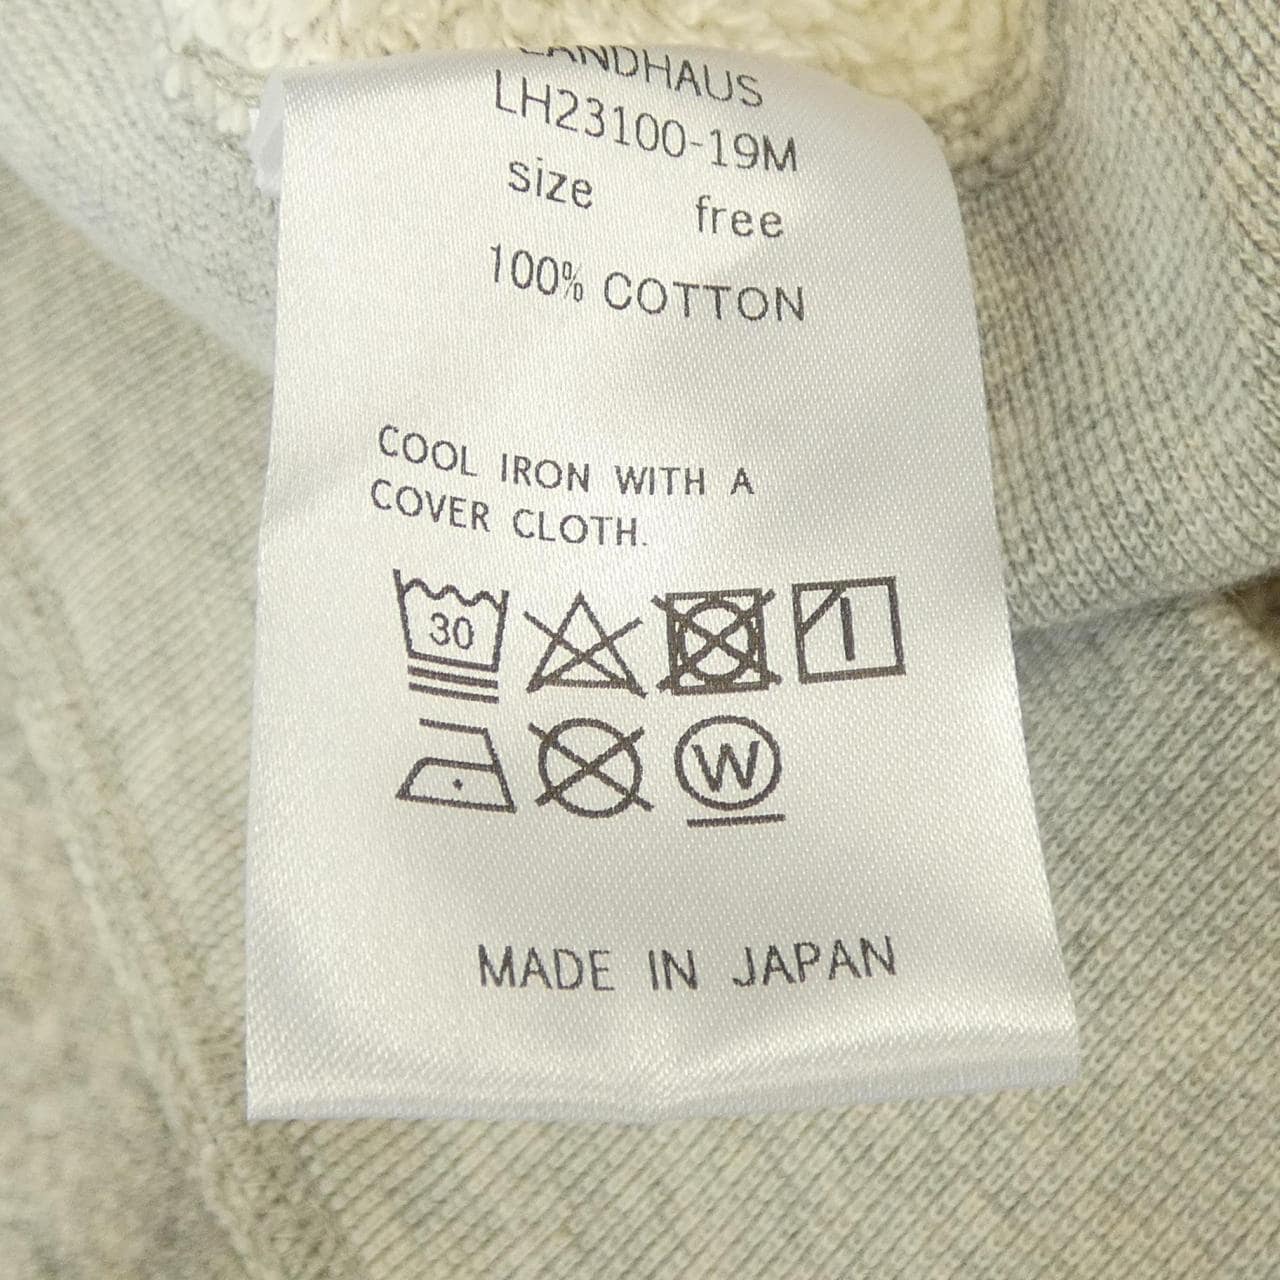 LANDHAUS
LH23100-19M
size free
100% COTTON
COOL IRON WITH A
COVER CLOTH.
30
W
MADE IN JAPAN